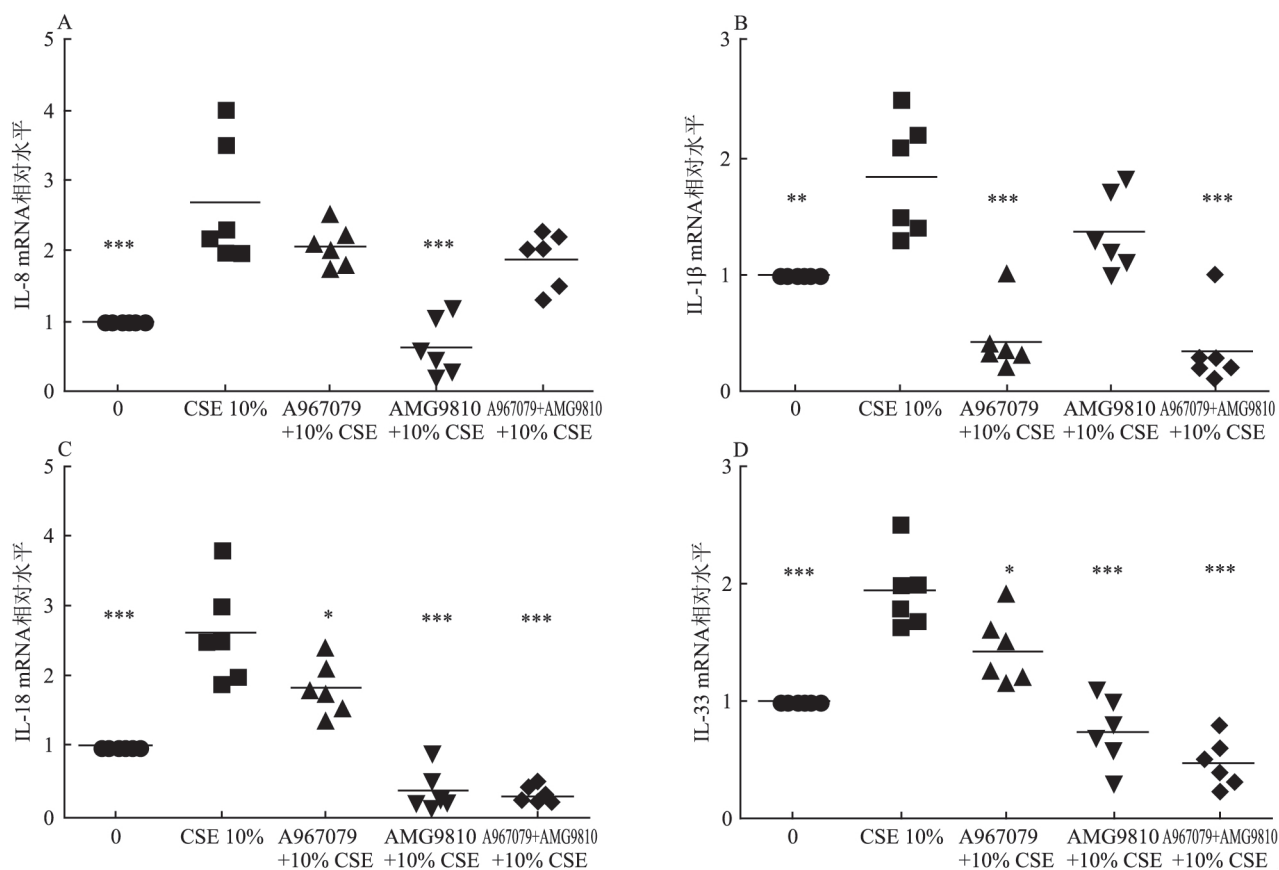 A
IL-8 mRNA相对水平
5
4
3
2
1
0
***
***
0
CSE 10%
A967079
+10% CSE
AMG9810
+10% CSE
A967079+AMG9810
+10% CSE
B
IL-1β mRNA相对水平
3
2
1
0
**
***
***
0
CSE 10%
A967079
+10% CSE
AMG9810
+10% CSE
A967079+AMG9810
+10% CSE
C
IL-18 mRNA相对水平
5
4
3
2
1
0
***
*
***
***
0
CSE 10%
A967079
+10% CSE
AMG9810
+10% CSE
A967079+AMG9810
+10% CSE
D
IL-33 mRNA相对水平
3
2
1
0
***
*
***
***
0
CSE 10%
A967079
+10% CSE
AMG9810
+10% CSE
A967079+AMG9810
+10% CSE